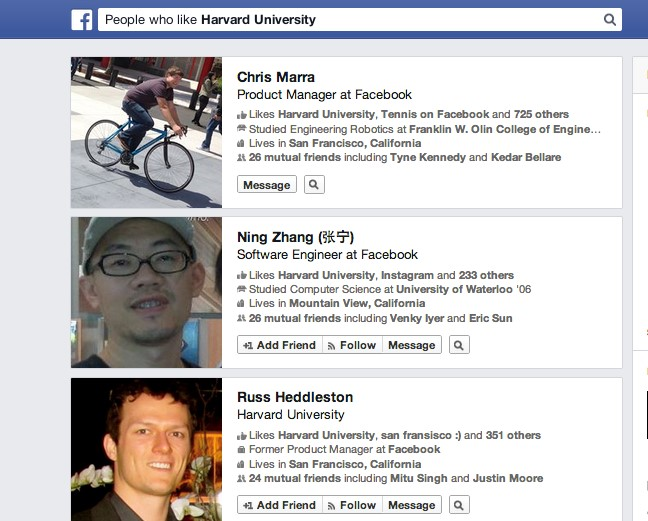 f People who like Harvard University
Chris Marra
Product Manager at Facebook
Likes Harvard University, Tennis on Facebook and 725 others
Studied Engineering Robotics at Franklin W. Olin College of Engine...
Lives in San Francisco, California
26 mutual friends including Tyne Kennedy and Kedar Bellare
Message
Ning Zhang (张宁)
Software Engineer at Facebook
Likes Harvard University, Instagram and 233 others
Studied Computer Science at University of Waterloo '06
Lives in Mountain View, California
26 mutual friends including Venky Iyer and Eric Sun
+1 Add Friend Follow Message
Russ Heddleston
Harvard University
Likes Harvard University, san fransisco :) and 351 others
Former Product Manager at Facebook
Lives in San Francisco, California
24 mutual friends including Mitu Singh and Justin Moore
+1 Add Friend Follow Message